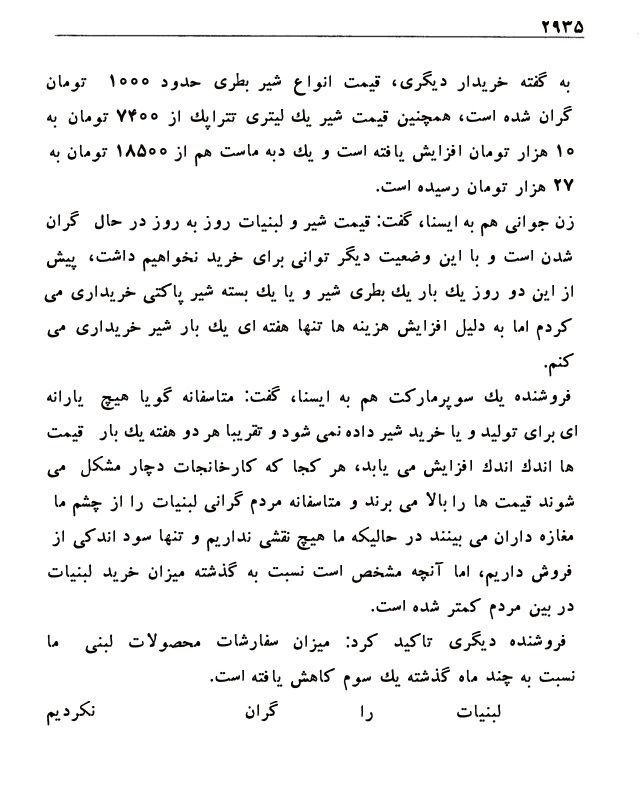 ۲۹۳۵
به گفته خریدار دیگری، قیمت انواع شیر بطری حدود ۱۰۰۰ تومان
گران شده است، همچنین قیمت شیر یك لیتری تتراپك از ۷۴۰۰ تومان به
۱۰ هزار تومان افزایش یافته است و یك دبه ماست هم از ۱۸۵۰۰ تومان به
۲۷ هزار تومان رسیده است.
زن جوانی هم به ایسنا، گفت: قیمت شیر و لبنیات روز به روز در حال گران
شدن است و با این وضعیت دیگر توانی برای خرید نخواهیم داشت، پیش
از این دو روز یك بار یك بطری شیر و یا یك بسته شیر پاکتی خریداری می
کردم اما به دلیل افزایش هزینه ها تنها هفته ای یك بار شیر خریداری می
کنم.
فروشنده یك سوپرمارکت هم به ایسنا، گفت: متاسفانه گویا هیچ یارانه
ای برای تولید و یا خرید شیر داده نمی شود و تقریبا هر دو هفته یك بار قیمت
ها اندك اندك افزایش می یابد، هر کجا که کارخانجات دچار مشکل می
شوند قیمت ها را بالا می برند و متاسفانه مردم گرانی لبنیات را از چشم ما
مغازه داران می بینند در حالیکه ما هیچ نقشی نداریم و تنها سود اندکی از
فروش داریم، اما آنچه مشخص است نسبت به گذشته میزان خرید لبنیات
در بین مردم کمتر شده است.
فروشنده دیگری تاکید کرد: میزان سفارشات محصولات لبنی ما
نسبت به چند ماه گذشته یك سوم کاهش یافته است.
لبنیات را گران نکردیم